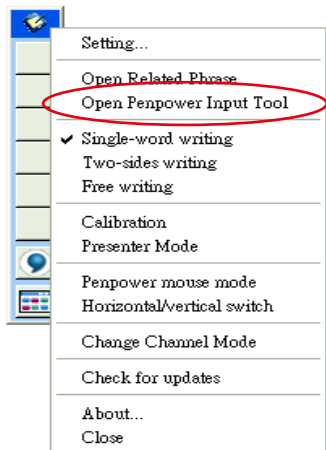 Setting...
Open Related Phrase
Open Penpower Input Tool
Single-word writing
Two-sides writing
Free writing
Calibration
Presenter Mode
Penpower mouse mode
Horizontal/vertical switch
Change Channel Mode
Check for updates
About...
Close